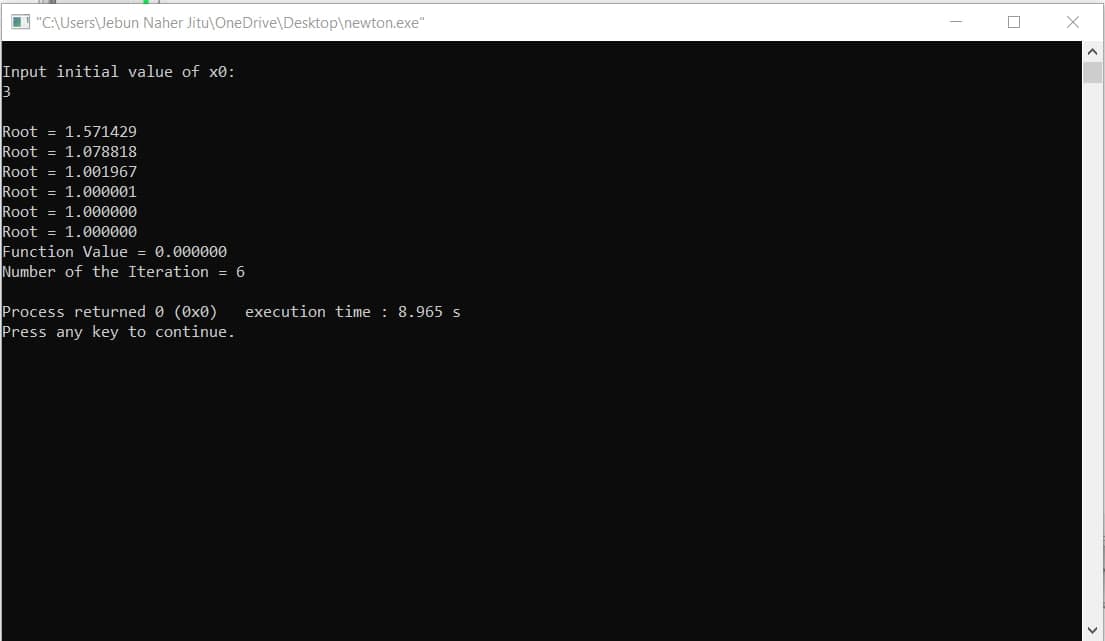 "C:\Users\Jebun Naher Jitu\OneDrive\Desktop\newton.exe"
Input initial value of x0:
3
Root = 1.571429
Root = 1.078818
Root = 1.001967
Root = 1.000001
Root = 1.000000
Root = 1.000000
Function Value = 0.000000
Number of the Iteration = 6
Process returned 0 (0x0)   execution time : 8.965 s
Press any key to continue.